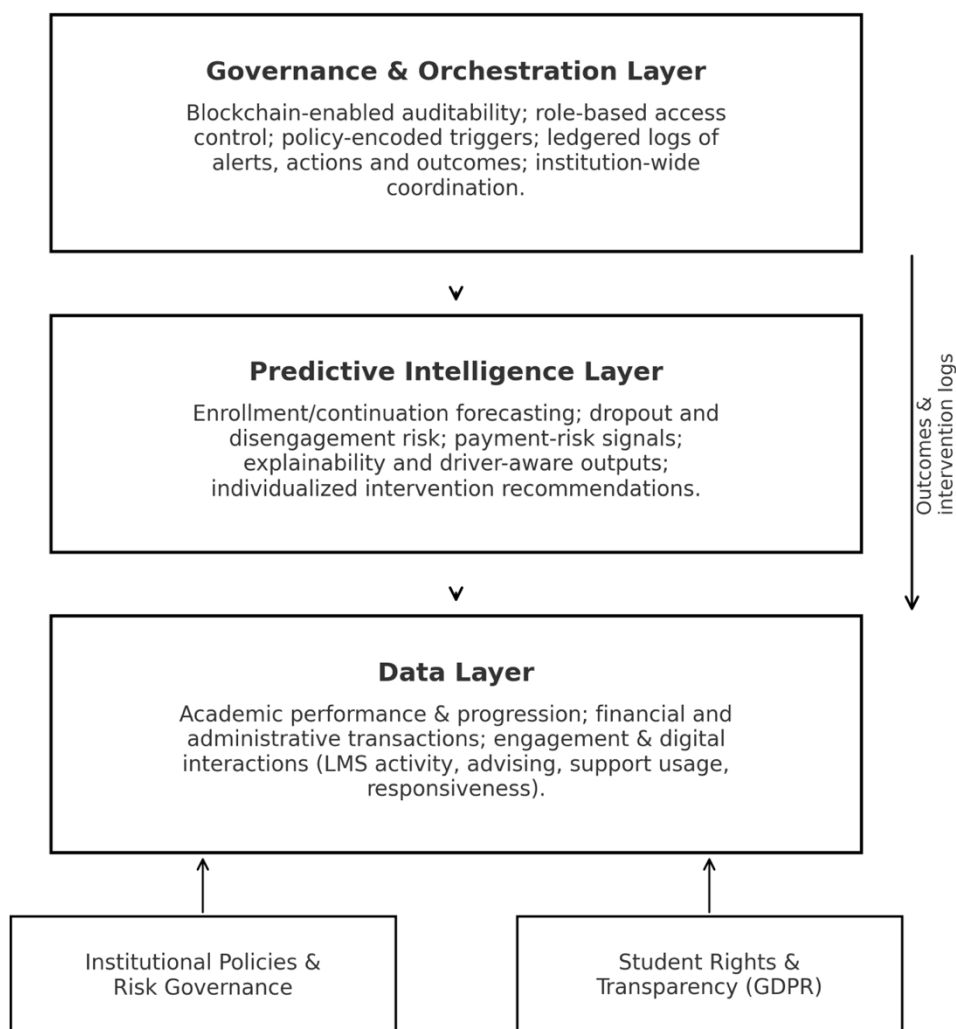 Governance & Orchestration Layer
Blockchain-enabled auditability; role-based access
control; policy-encoded triggers; ledgered logs of
alerts, actions and outcomes; institution-wide
coordination.
Predictive Intelligence Layer
Enrollment/continuation forecasting; dropout and
disengagement risk; payment-risk signals;
explainability and driver-aware outputs;
individualized intervention recommendations.
Outcomes &
intervention logs
Data Layer
Academic performance & progression; financial and
administrative transactions; engagement & digital
interactions (LMS activity, advising, support usage,
responsiveness).
Institutional Policies &
Risk Governance
Student Rights &
Transparency (GDPR)